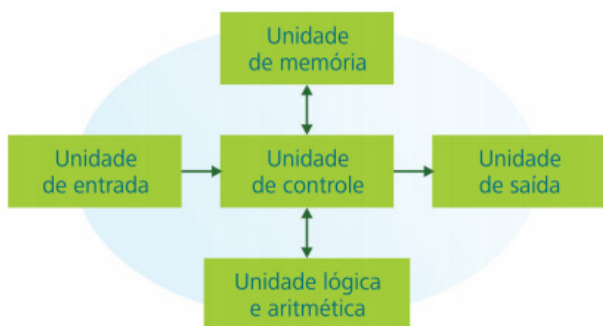 Unidade
de memória
Unidade
de entrada
Unidade
de controle
Unidade
de saída
Unidade lógica
e aritmética